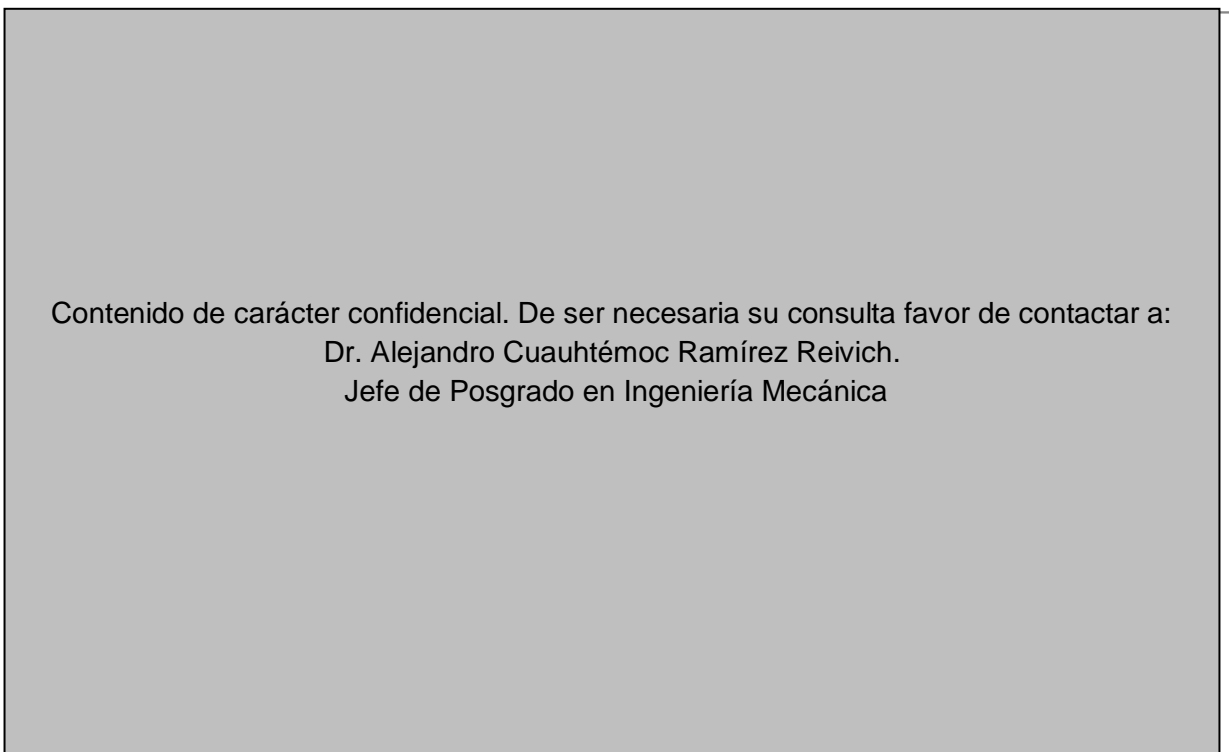 Contenido de carácter confidencial. De ser necesaria su consulta favor de contactar a:
Dr. Alejandro Cuauhtémoc Ramírez Reivich.
Jefe de Posgrado en Ingeniería Mecánica